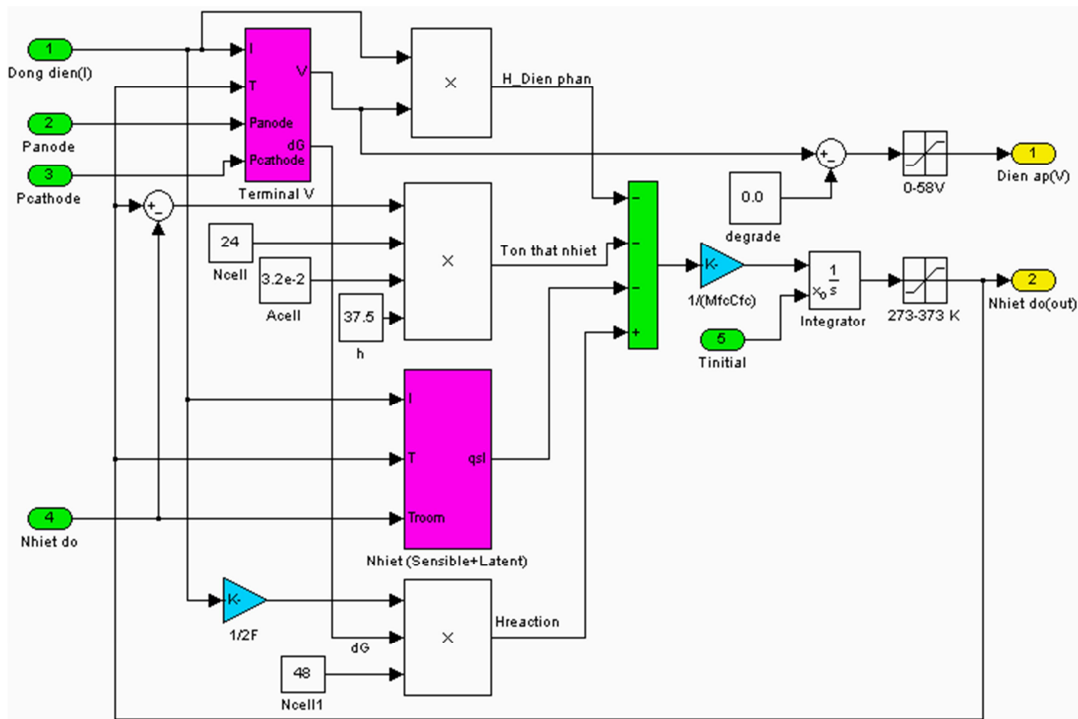 1
Dong dien(I)
2
Panode
3
Pcathode
I
T
Panode
Pcathode
V
dG
Terminal V
×
H_Dien phan
+
−
0.0
degrade
0-58V
1
Dien ap(V)
+
−
24
Ncell
3.2e-2
Acell
37.5
h
×
Ton that nhiet
−
−
−
+
K-
1/(MfcCfc)
5
Tinitial
1
s
x0
Integrator
273-373 K
2
Nhiet do(out)
4
Nhiet do
I
T
Troom
qsl
Nhiet (Sensible+Latent)
K-
1/2F
dG
48
Ncell1
×
Hreaction